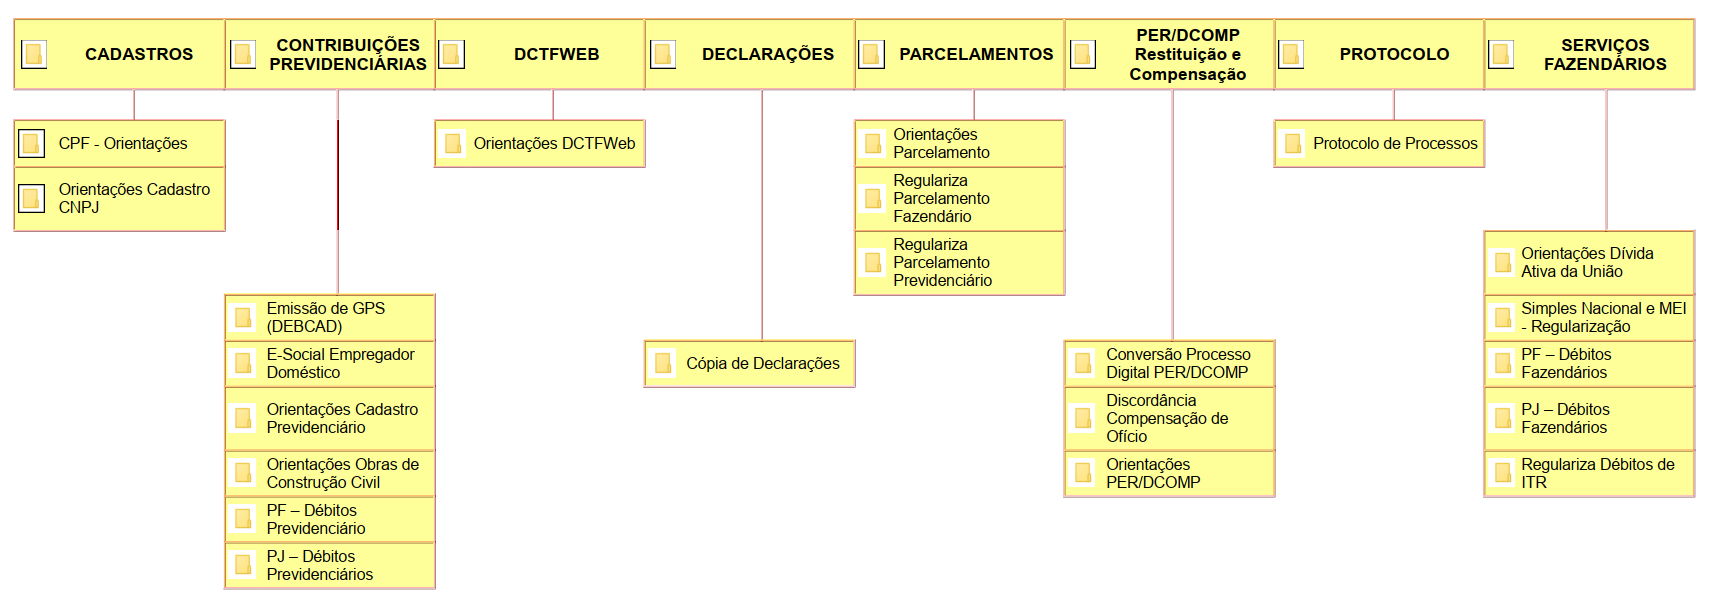 CADASTROS
CONTRIBUIÇÕES
PREVIDENCIÁRIAS
DCTFWEB
DECLARAÇÕES
PARCELAMENTOS
PER/DCOMP
Restituição e
Compensação
PROTOCOLO
SERVIÇOS
FAZENDÁRIOS
CPF - Orientações
Orientações Cadastro
CNPJ
Emissão de GPS
(DEBCAD)
E-Social Empregador
Doméstico
Orientações Cadastro
Previdenciário
Orientações Obras de
Construção Civil
PF – Débitos
Previdenciário
PJ – Débitos
Previdenciários
Orientações DCTFWeb
Cópia de Declarações
Orientações
Parcelamento
Regulariza
Parcelamento
Fazendário
Regulariza
Parcelamento
Previdenciário
Conversão Processo
Digital PER/DCOMP
Discordância
Compensação de
Ofício
Orientações
PER/DCOMP
Protocolo de Processos
Orientações Dívida
Ativa da União
Simples Nacional e MEI
- Regularização
PF – Débitos
Fazendários
PJ – Débitos
Fazendários
Regulariza Débitos de
ITR